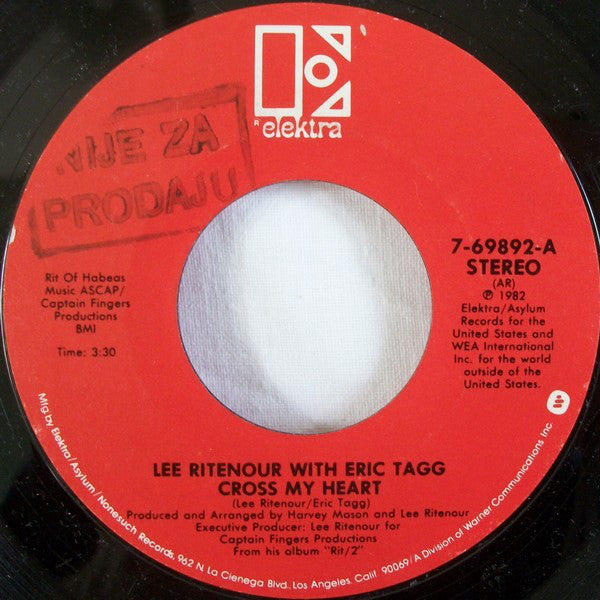 R elektra
NIJE ZA
PRODAJU
Rit Of Habeas
Music ASCAP/
Captain Fingers
Productions
BMI
Time: 3:30
7-69892-A
STEREO
(AR)
℗ 1982
Elektra/Asylum
Records for the
United States and
WEA International
Inc. for the world
outside of the
United States.
LEE RITENOUR WITH ERIC TAGG
CROSS MY HEART
(Lee Ritenour/Eric Tagg)
Produced and Arranged by Harvey Mason and Lee Ritenour
Executive Producer: Lee Ritenour for
Captain Fingers Productions
From his album "Rit/2"
Mfg. by Elektra/Asylum/Nonesuch Records, 962 N. La Cienega Blvd., Los Angeles, Calif. 90069/A Division of Warner Communications Inc.